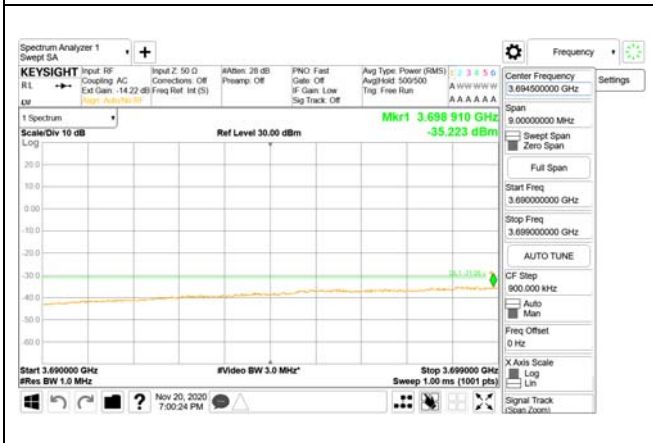 Spectrum Analyzer 1
Swept SA
Frequency
KEYSIGHT
RL
Input: RF
Coupling: AC
Ext Gain: -14.22 dB
Align: Auto/No RF
Input Z: 50 Ω
Corrections: Off
Freq Ref: Int (S)
#Atten: 28 dB
Preamp: Off
PNO: Fast
Gate: Off
IF Gain: Low
Sig Track: Off
Avg Type: Power (RMS)
Avg|Hold: 500/500
Trig: Free Run
1 2 3 4 5 6
A W W W W W
A A A A A A
1 Spectrum
Scale/Div 10 dB
Log
Ref Level 30.00 dBm
Mkr1 3.698 910 GHz
-35.223 dBm
20.0
10.0
0.00
-10.0
-20.0
-30.0
-40.0
-50.0
-60.0
Start 3.690000 GHz
#Res BW 1.0 MHz
#Video BW 3.0 MHz*
Stop 3.699000 GHz
Sweep 1.00 ms (1001 pts)
Nov 20, 2020
7:00:24 PM
Center Frequency
3.694500000 GHz
Settings
Span
9.00000000 MHz
Swept Span
Zero Span
Full Span
Start Freq
3.690000000 GHz
Stop Freq
3.699000000 GHz
AUTO TUNE
CF Step
900.000 kHz
Auto
Man
Freq Offset
0 Hz
X Axis Scale
Log
Lin
Signal Track
(Span Zoom)